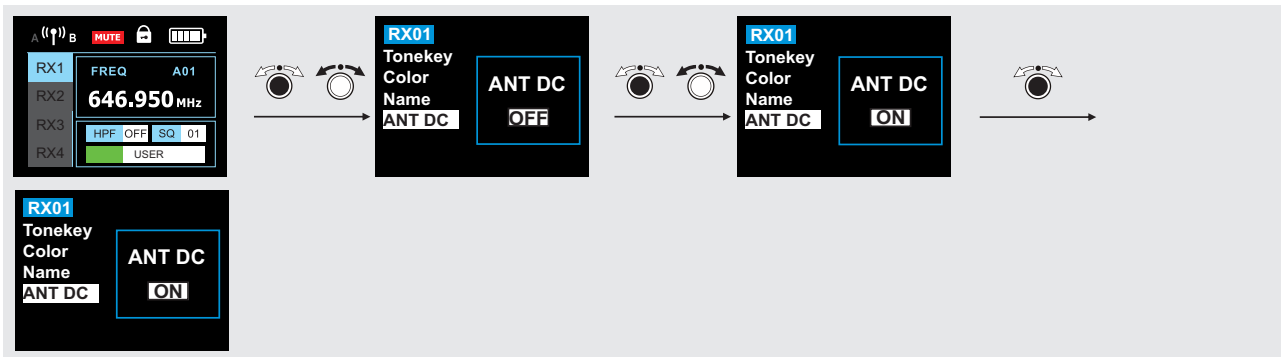 A B MUTE
RX1
RX2
RX3
RX4
FREQ A01
646.950 MHz
HPF OFF SQ 01
USER
RX01
Tonekey
Color
Name
ANT DC
ANT DC
OFF
RX01
Tonekey
Color
Name
ANT DC
ANT DC
ON
RX01
Tonekey
Color
Name
ANT DC
ANT DC
ON